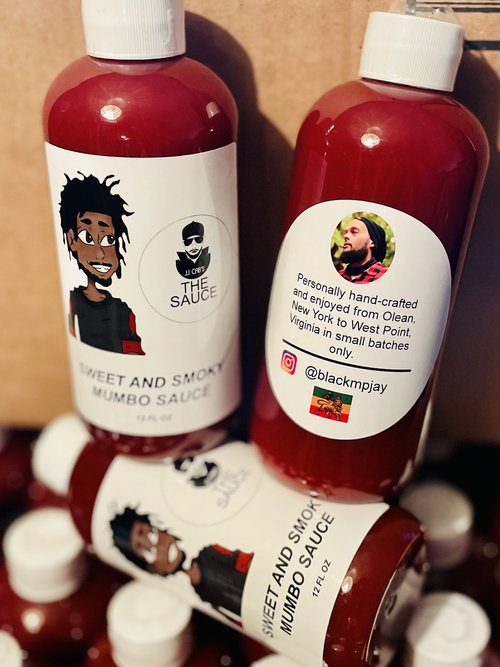 JJ CRE'S
THE
SAUCE
SWEET AND SMOKY
MUMBO SAUCE
12 FL OZ
Personally hand-crafted
and enjoyed from Olean,
New York to West Point,
Virginia in small batches
only.
@blackmpjay
THE
SAUCE
SWEET AND SMOKY
MUMBO SAUCE
12 FL OZ